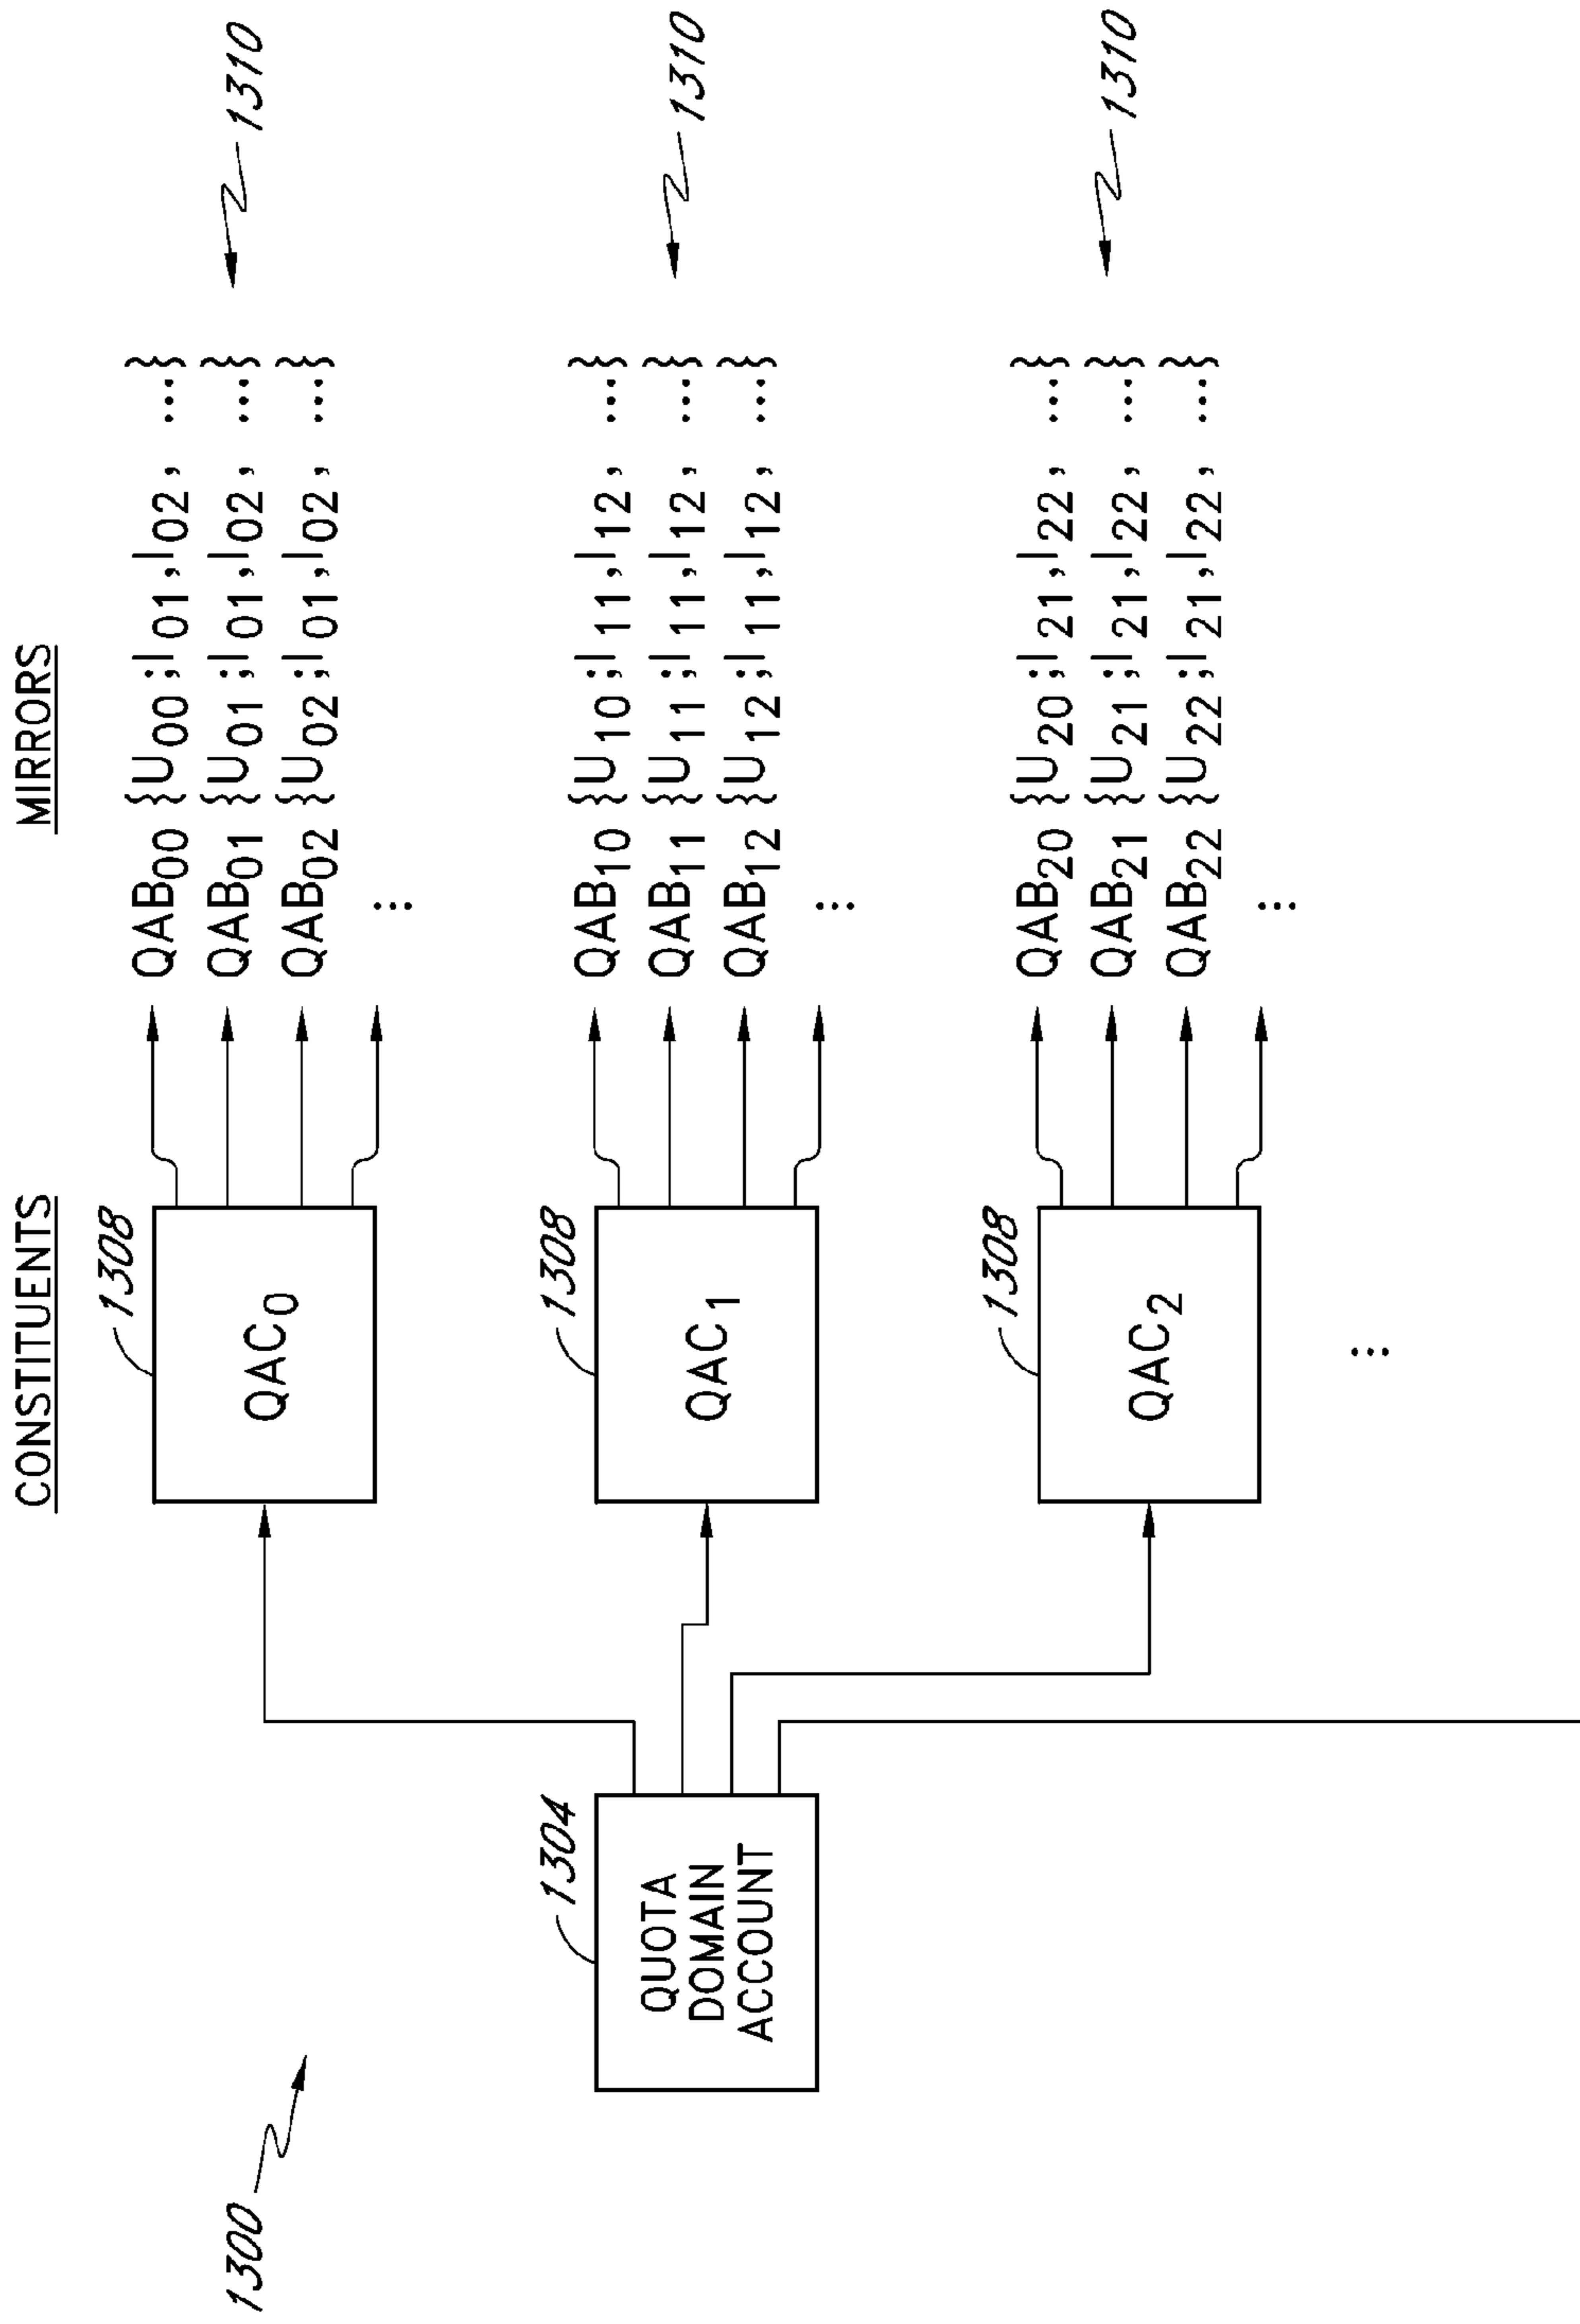 1300
CONSTITUENTS
MIRRORS
1304
QUOTA
DOMAIN
ACCOUNT
1308
QAC0
QAB00 {U00;I01,I02, ...}
QAB01 {U01;I01,I02, ...}
QAB02 {U02;I01,I02, ...}
...
1310
1308
QAC1
QAB10 {U10;I11,I12, ...}
QAB11 {U11;I11,I12, ...}
QAB12 {U12;I11,I12, ...}
...
1310
1308
QAC2
QAB20 {U20;I21,I22, ...}
QAB21 {U21;I21,I22, ...}
QAB22 {U22;I21,I22, ...}
...
1310
...